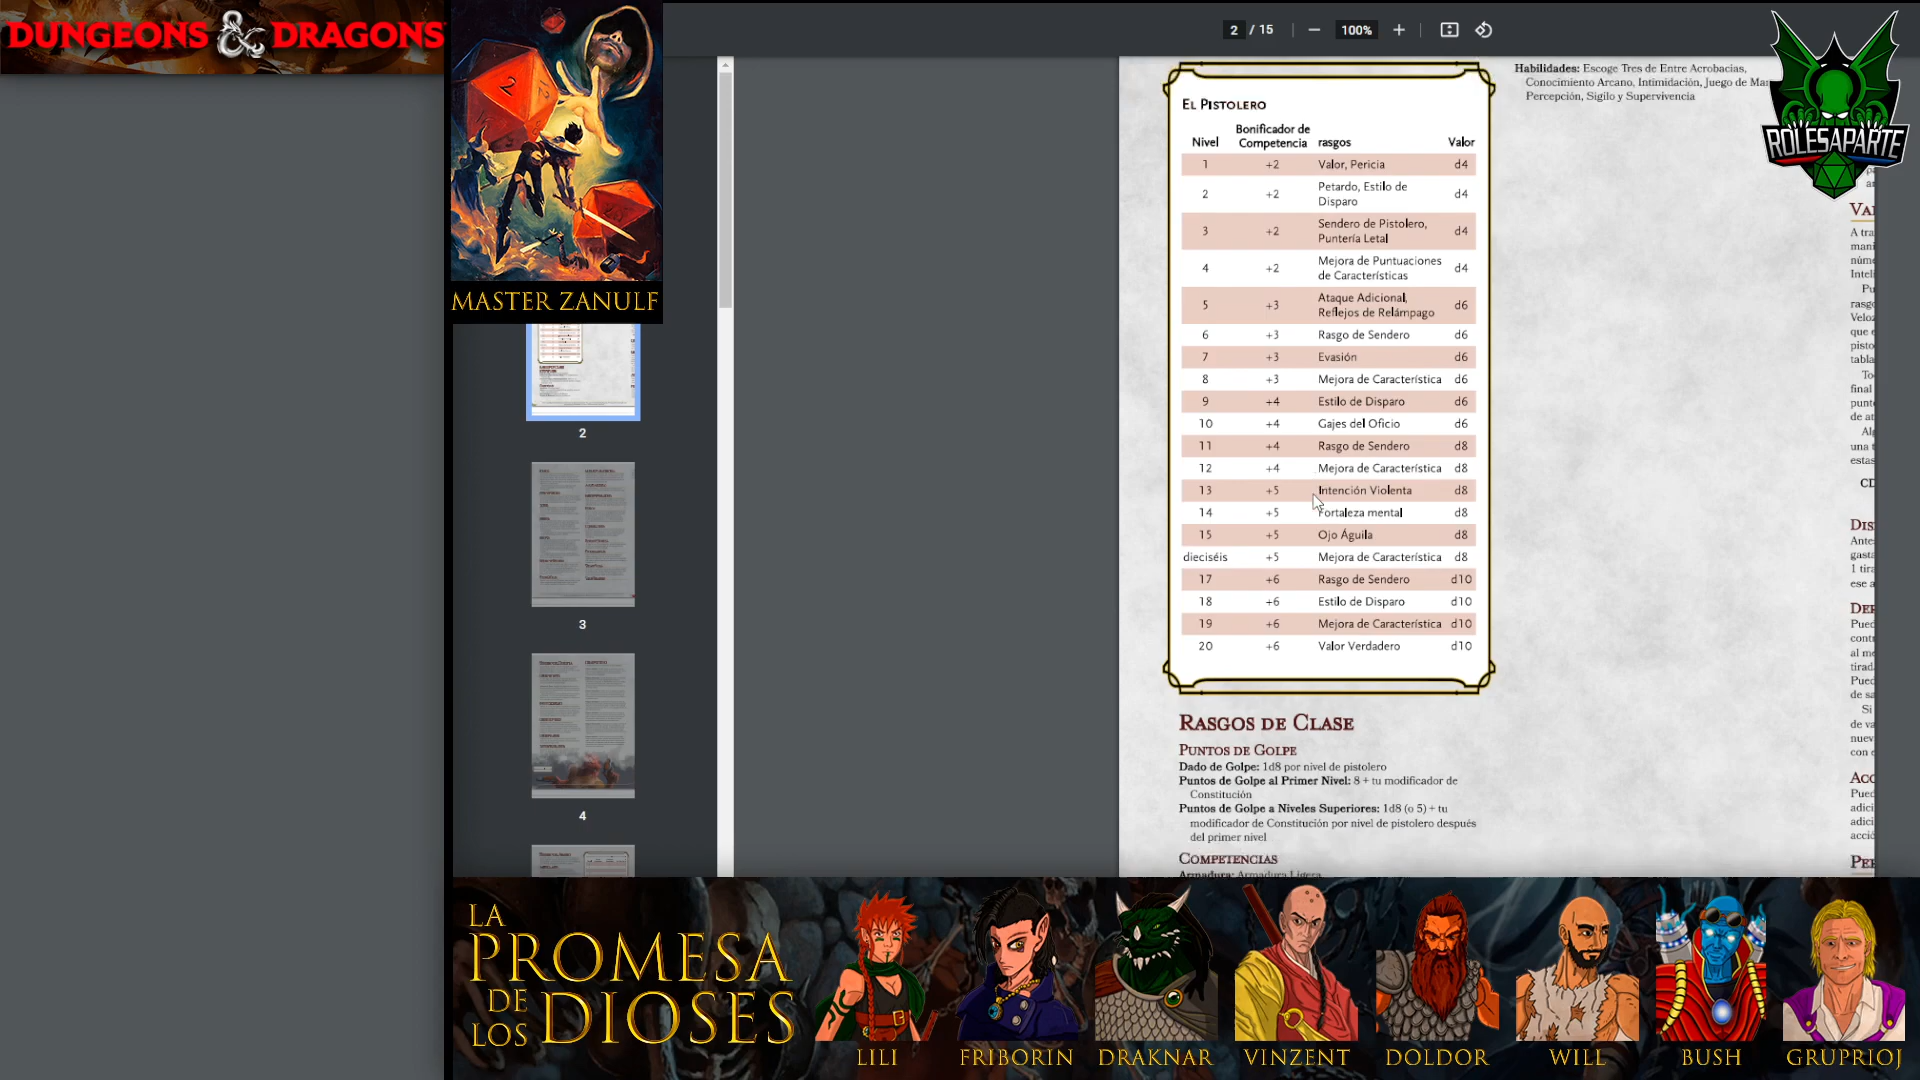 DUNGEONS & DRAGONS
MASTER ZANULF
2 / 15
100%
ROLESAPARTE
2
3
4
Habilidades: Escoge Tres de Entre Acrobacias,
Conocimiento Arcano, Intimidación, Juego de
Percepción, Sigilo y Supervivencia
EL PISTOLERO
Nivel Bonificador de Competencia rasgos Valor
1 +2 Valor, Pericia d4
2 +2 Petardo, Estilo de Disparo d4
3 +2 Sendero de Pistolero, Puntería Letal d4
4 +2 Mejora de Puntuaciones de Características d4
5 +3 Ataque Adicional, Reflejos de Relámpago d6
6 +3 Rasgo de Sendero d6
7 +3 Evasión d6
8 +3 Mejora de Característica d6
9 +4 Estilo de Disparo d6
10 +4 Gajes del Oficio d6
11 +4 Rasgo de Sendero d8
12 +4 Mejora de Característica d8
13 +5 Intención Violenta d8
14 +5 Fortaleza mental d8
15 +5 Ojo Águila d8
dieciséis +5 Mejora de Característica d8
17 +6 Rasgo de Sendero d10
18 +6 Estilo de Disparo d10
19 +6 Mejora de Característica d10
20 +6 Valor Verdadero d10
RASGOS DE CLASE
PUNTOS DE GOLPE
Dado de Golpe: 1d8 por nivel de pistolero
Puntos de Golpe al Primer Nivel: 8 + tu modificador de
Constitución
Puntos de Golpe a Niveles Superiores: 1d8 (o 5) + tu
modificador de Constitución por nivel de pistolero después
del primer nivel
COMPETENCIAS
Armadura: Armadura Ligera
LA
PROMESA
DE
LOS DIOSES
LILI
FRIBORIN
DRAKNAR
VINZENT
DOLDOR
WILL
BUSH
GRUPRIOJ